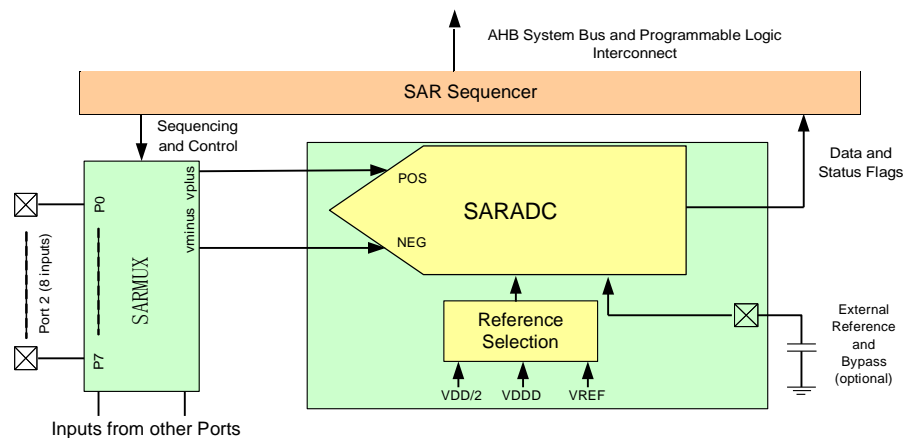 AHB System Bus and Programmable Logic
Interconnect
SAR Sequencer
Sequencing
and Control
Data and
Status Flags
vminus vplus
P0
POS
SARADC
NEG
Port 2 (8 inputs)
SARMUX
P7
Reference
Selection
External
Reference
and
Bypass
(optional)
VDD/2
VDDD
VREF
Inputs from other Ports